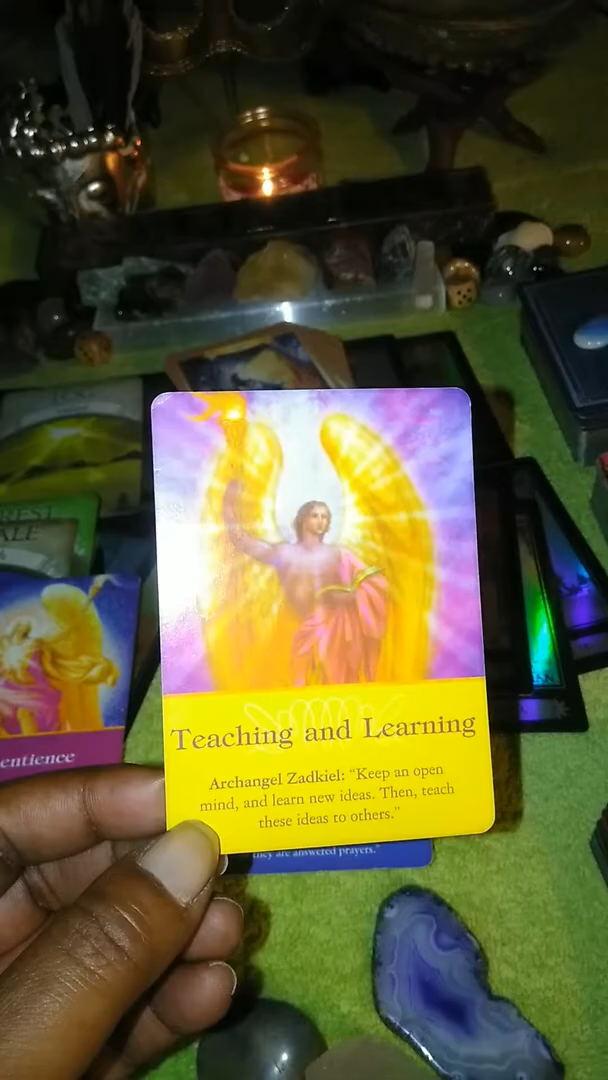 Teaching and Learning
Archangel Zadkiel: “Keep an open
mind, and learn new ideas. Then, teach
these ideas to others.”
they are answered prayers.”
entience
REST
ALE